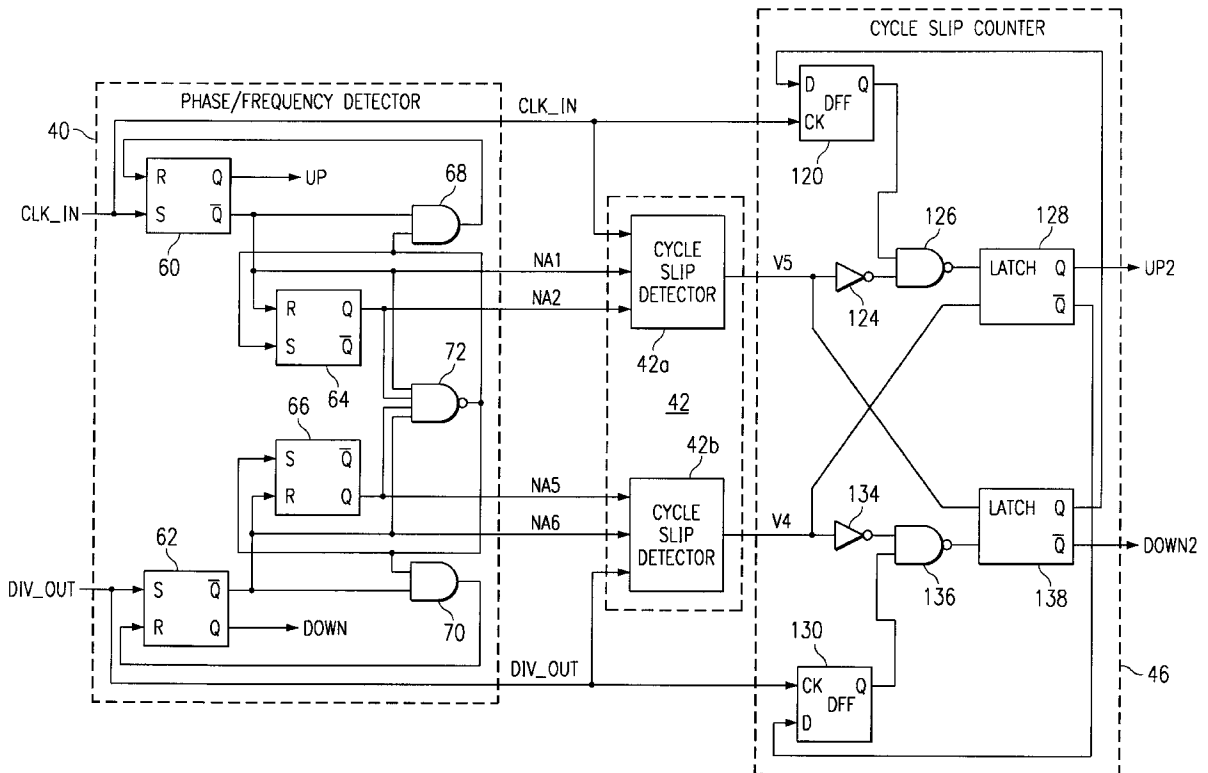 CYCLE SLIP COUNTER
PHASE/FREQUENCY DETECTOR
40
CLK_IN
D Q
DFF
CK
120
R Q
UP
68
CLK_IN
S Q
60
NA1
NA2
R Q
S Q
64
72
42
CYCLE
SLIP
DETECTOR
42a
V5
124
126
128
LATCH Q
Q
UP2
66
S Q
R Q
NA5
NA6
42b
CYCLE
SLIP
DETECTOR
V4
134
136
LATCH Q
Q
138
DOWN2
62
DIV_OUT
S Q
R Q
DOWN
70
DIV_OUT
130
CK Q
DFF
D
46